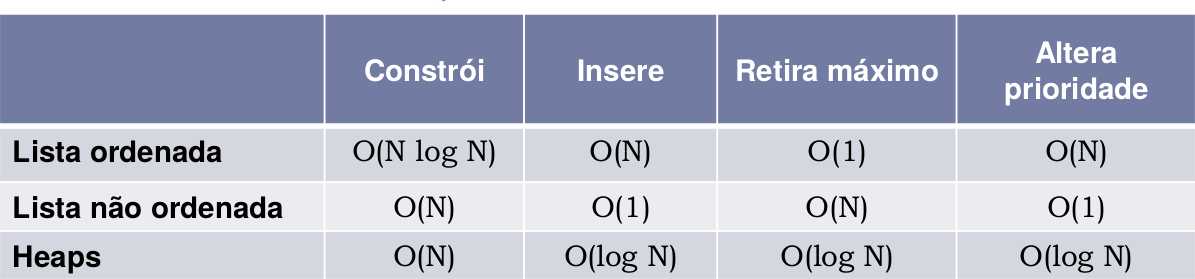 Constrói Insere Retira máximo Altera prioridade
Lista ordenada O(N log N) O(N) O(1) O(N)
Lista não ordenada O(N) O(1) O(N) O(1)
Heaps O(N) O(log N) O(log N) O(log N)